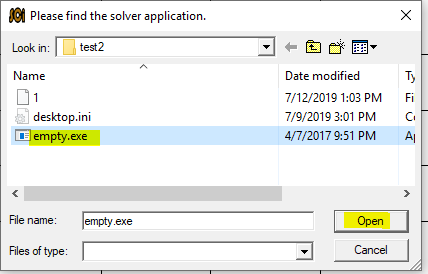 Please find the solver application.
Look in: test2
Name Date modified Ty
1 7/12/2019 1:03 PM Fi
desktop.ini 7/9/2019 3:01 PM Co
empty.exe 4/7/2017 9:51 PM Ap
File name: empty.exe Open
Files of type: Cancel